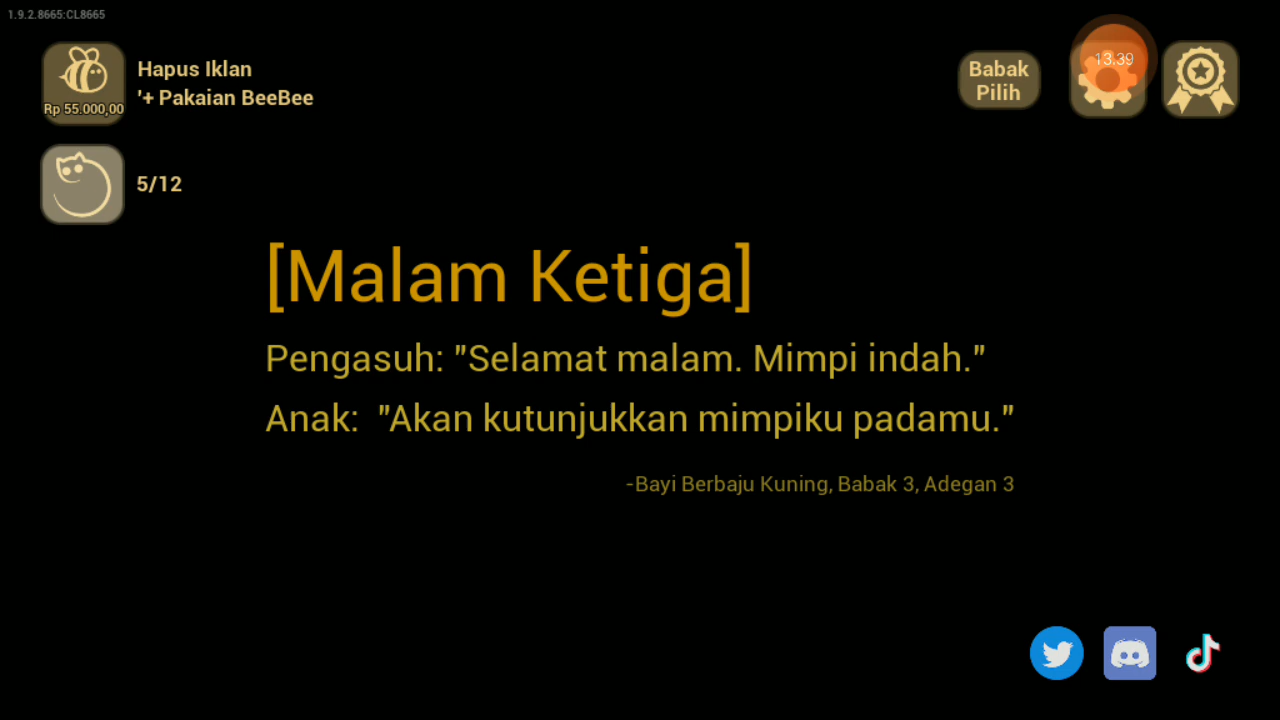 1.9.2.8665:CL8665
Hapus Iklan
'+ Pakaian BeeBee
Rp 55.000,00
Babak
Pilih
13.39
5/12
[Malam Ketiga]
Pengasuh: "Selamat malam. Mimpi indah."
Anak:  "Akan kutunjukkan mimpiku padamu."
-Bayi Berbaju Kuning, Babak 3, Adegan 3